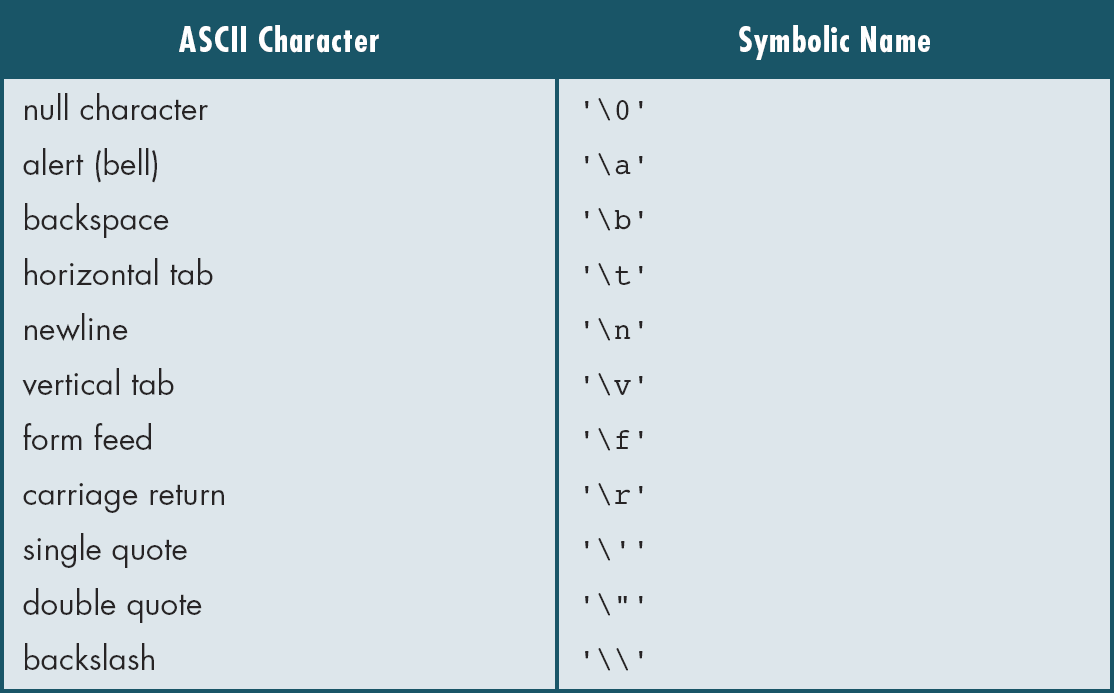 ASCII Character Symbolic Name
null character '\0'
alert (bell) '\a'
backspace '\b'
horizontal tab '\t'
newline '\n'
vertical tab '\v'
form feed '\f'
carriage return '\r'
single quote '\''
double quote '\"'
backslash '\\'